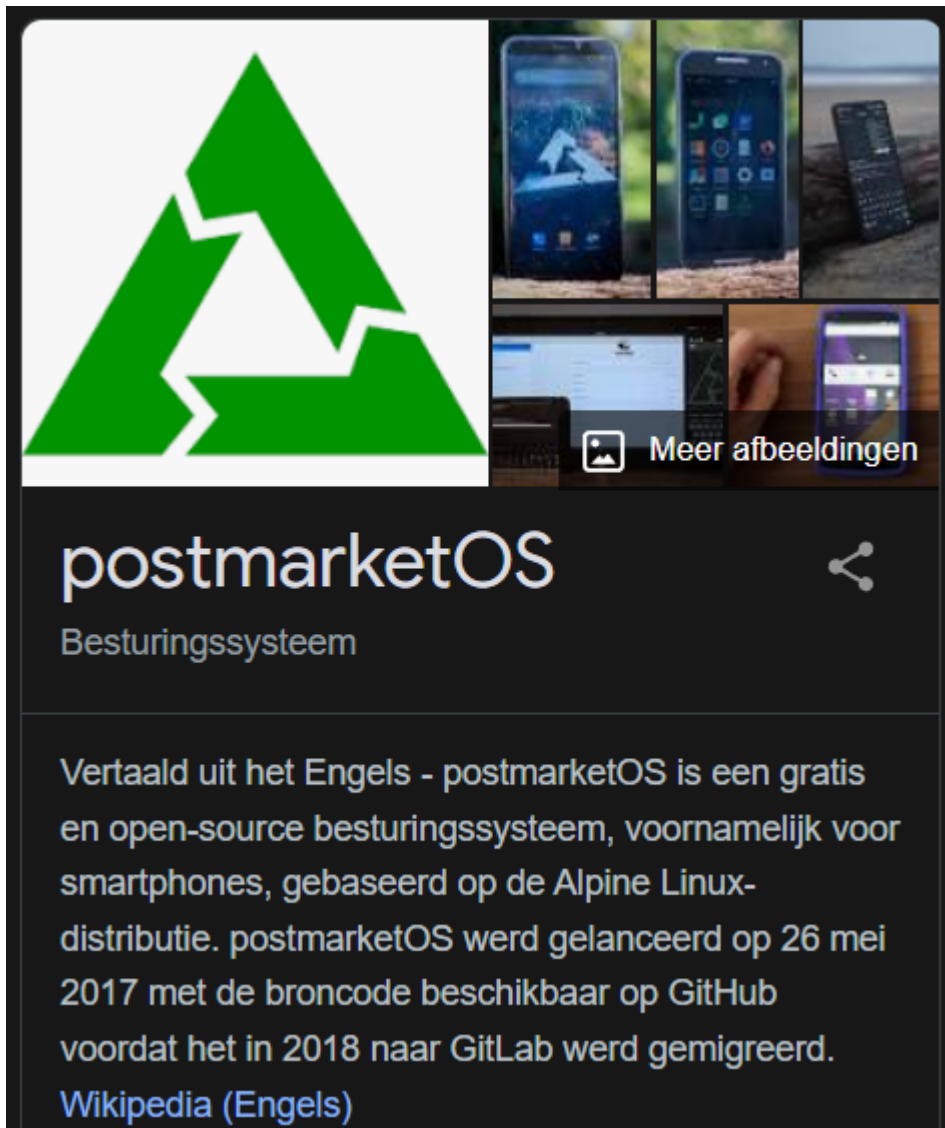 Meer afbeeldingen
postmarketOS
Besturingssysteem
Vertaald uit het Engels - postmarketOS is een gratis
en open-source besturingssysteem, voornamelijk voor
smartphones, gebaseerd op de Alpine Linux-
distributie. postmarketOS werd gelanceerd op 26 mei
2017 met de broncode beschikbaar op GitHub
voordat het in 2018 naar GitLab werd gemigreerd.
Wikipedia (Engels)